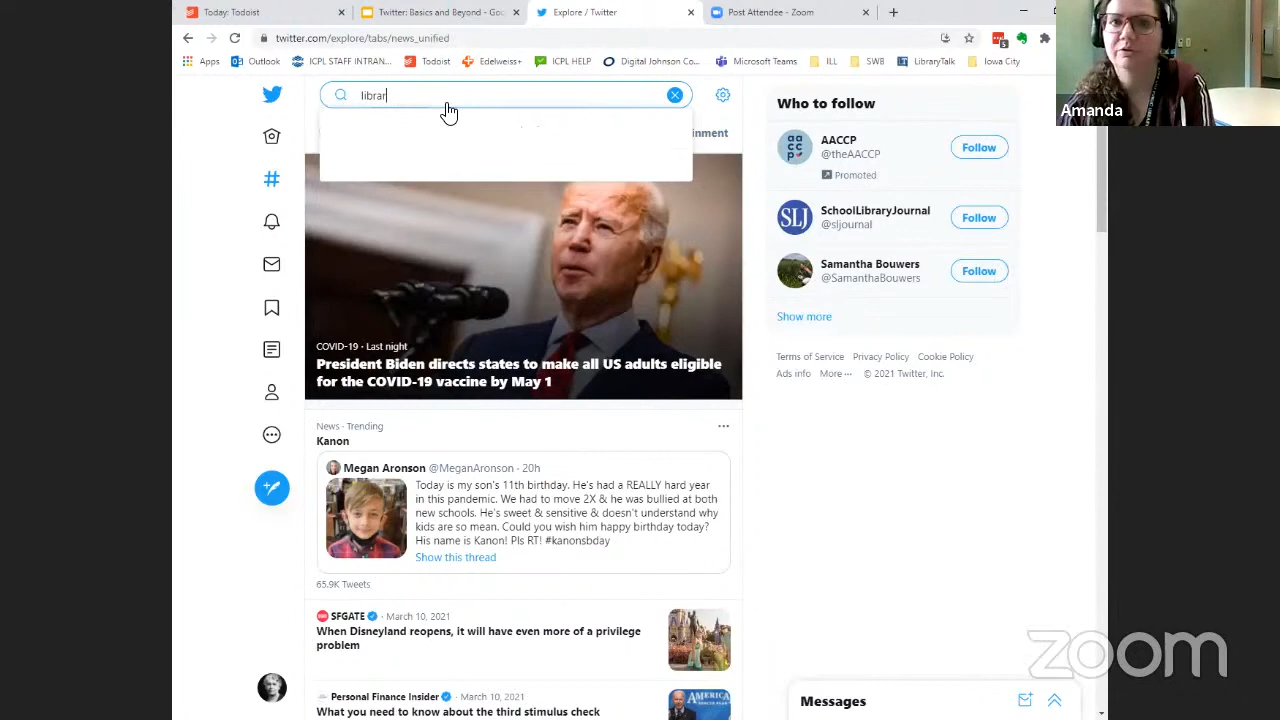 Today: Todoist
Twitter: Basics and Beyond - Goo
Explore / Twitter
Post Attendee - Zoom
twitter.com/explore/tabs/news_unified
5
Apps
Outlook
ICPL STAFF INTRAN...
Todoist
Edelweiss+
ICPL HELP
Digital Johnson Co...
Microsoft Teams
ILL
SWB
LibraryTalk
Iowa City
Amanda
librar
inment
COVID-19 · Last night
President Biden directs states to make all US adults eligible
for the COVID-19 vaccine by May 1
News · Trending
Kanon
Megan Aronson @MeganAronson · 20h
Today is my son's 11th birthday. He's had a REALLY hard year
in this pandemic. We had to move 2X & he was bullied at both
new schools. He's sweet & sensitive & doesn't understand why
kids are so mean. Could you wish him happy birthday today?
His name is Kanon! Pls RT! #kanonsbday
Show this thread
65.9K Tweets
SFGATE · March 10, 2021
When Disneyland reopens, it will have even more of a privilege
problem
Personal Finance Insider · March 10, 2021
What you need to know about the third stimulus check
AMERICA
Who to follow
aa
cc
p
AACCP
@theAACCP
Follow
Promoted
SLJ
SchoolLibraryJournal
@sljournal
Follow
Samantha Bouwers
@SamanthaBouwers
Follow
Show more
Terms of Service Privacy Policy Cookie Policy
Ads info More ··· © 2021 Twitter, Inc.
zoom
Messages